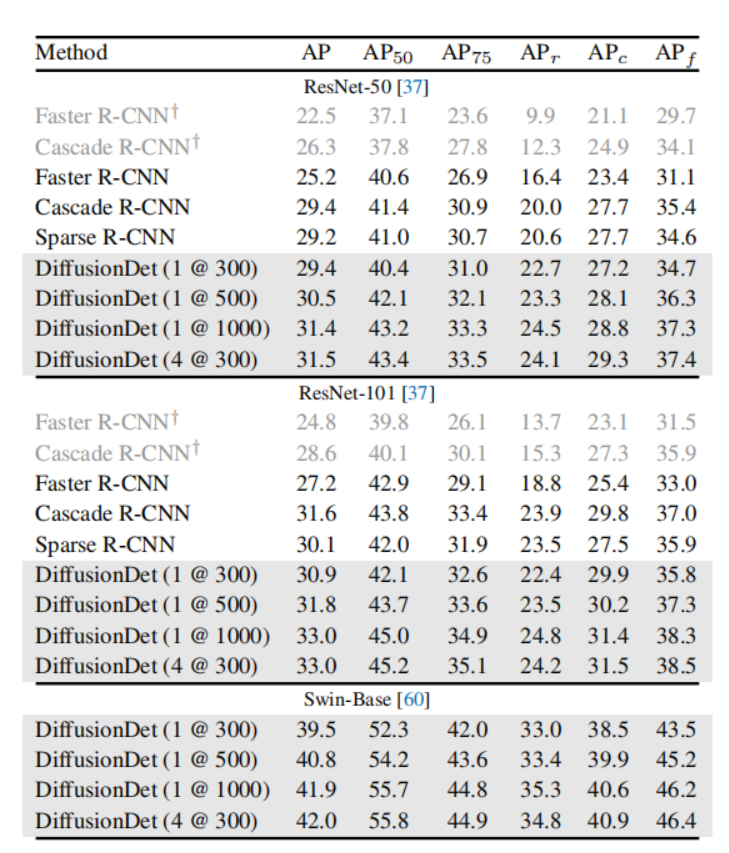 Method AP AP50 AP75 APr APc APf
ResNet-50 [37]
Faster R-CNN† 22.5 37.1 23.6 9.9 21.1 29.7
Cascade R-CNN† 26.3 37.8 27.8 12.3 24.9 34.1
Faster R-CNN 25.2 40.6 26.9 16.4 23.4 31.1
Cascade R-CNN 29.4 41.4 30.9 20.0 27.7 35.4
Sparse R-CNN 29.2 41.0 30.7 20.6 27.7 34.6
DiffusionDet (1 @ 300) 29.4 40.4 31.0 22.7 27.2 34.7
DiffusionDet (1 @ 500) 30.5 42.1 32.1 23.3 28.1 36.3
DiffusionDet (1 @ 1000) 31.4 43.2 33.3 24.5 28.8 37.3
DiffusionDet (4 @ 300) 31.5 43.4 33.5 24.1 29.3 37.4
ResNet-101 [37]
Faster R-CNN† 24.8 39.8 26.1 13.7 23.1 31.5
Cascade R-CNN† 28.6 40.1 30.1 15.3 27.3 35.9
Faster R-CNN 27.2 42.9 29.1 18.8 25.4 33.0
Cascade R-CNN 31.6 43.8 33.4 23.9 29.8 37.0
Sparse R-CNN 30.1 42.0 31.9 23.5 27.5 35.9
DiffusionDet (1 @ 300) 30.9 42.1 32.6 22.4 29.9 35.8
DiffusionDet (1 @ 500) 31.8 43.7 33.6 23.5 30.2 37.3
DiffusionDet (1 @ 1000) 33.0 45.0 34.9 24.8 31.4 38.3
DiffusionDet (4 @ 300) 33.0 45.2 35.1 24.2 31.5 38.5
Swin-Base [60]
DiffusionDet (1 @ 300) 39.5 52.3 42.0 33.0 38.5 43.5
DiffusionDet (1 @ 500) 40.8 54.2 43.6 33.4 39.9 45.2
DiffusionDet (1 @ 1000) 41.9 55.7 44.8 35.3 40.6 46.2
DiffusionDet (4 @ 300) 42.0 55.8 44.9 34.8 40.9 46.4